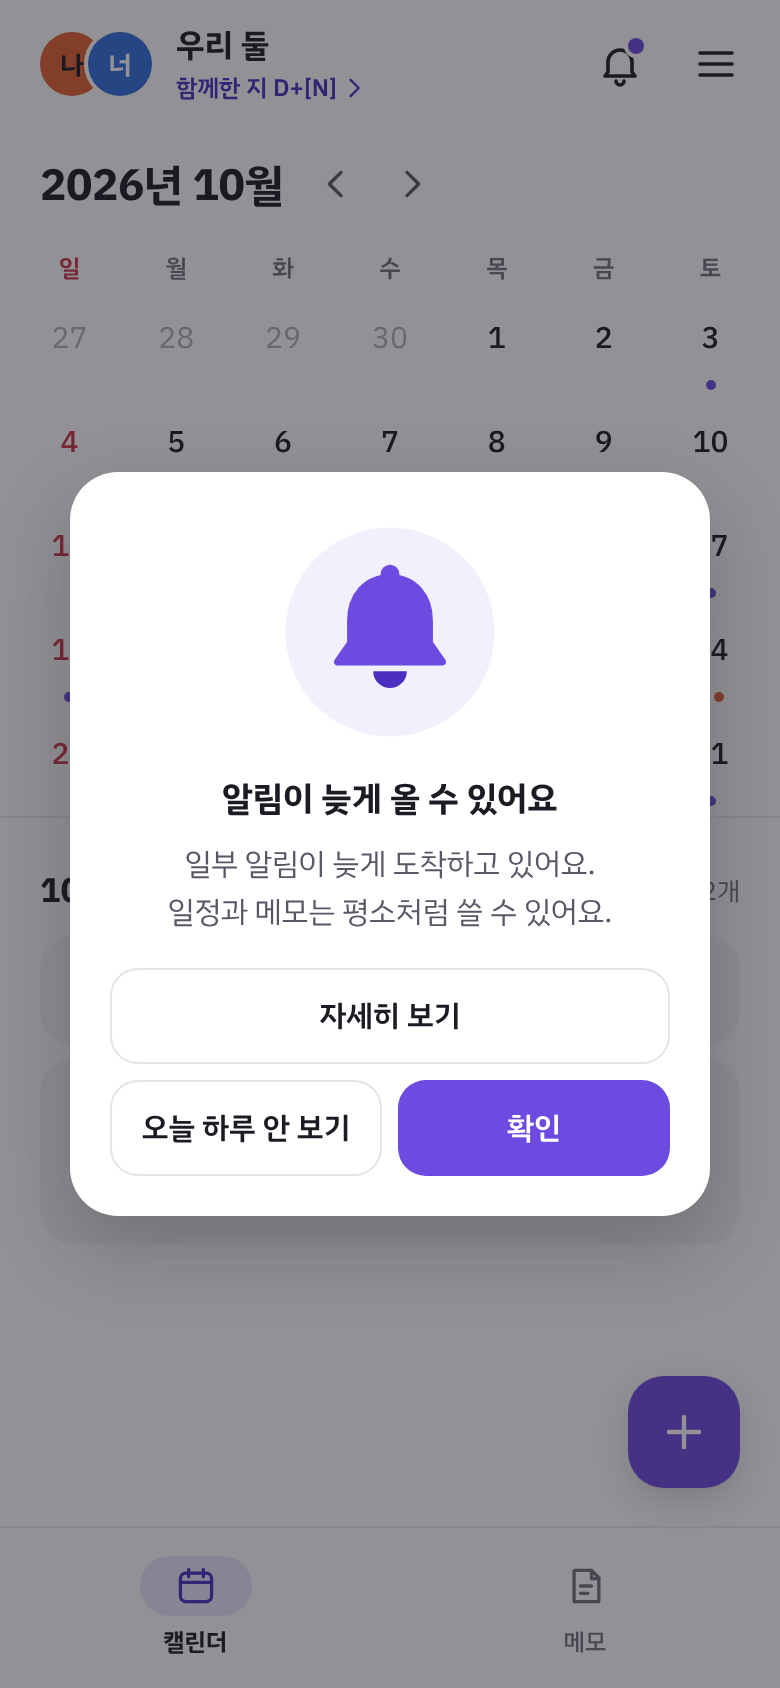 나 너 우리 둘
함께한 지 D+[N]
2026년 10월
일 월 화 수 목 금 토
27 28 29 30 1 2 3
4 5 6 7 8 9 10
알림이 늦게 올 수 있어요
일부 알림이 늦게 도착하고 있어요.
일정과 메모는 평소처럼 쓸 수 있어요.
자세히 보기
오늘 하루 안 보기 확인
캘린더 메모